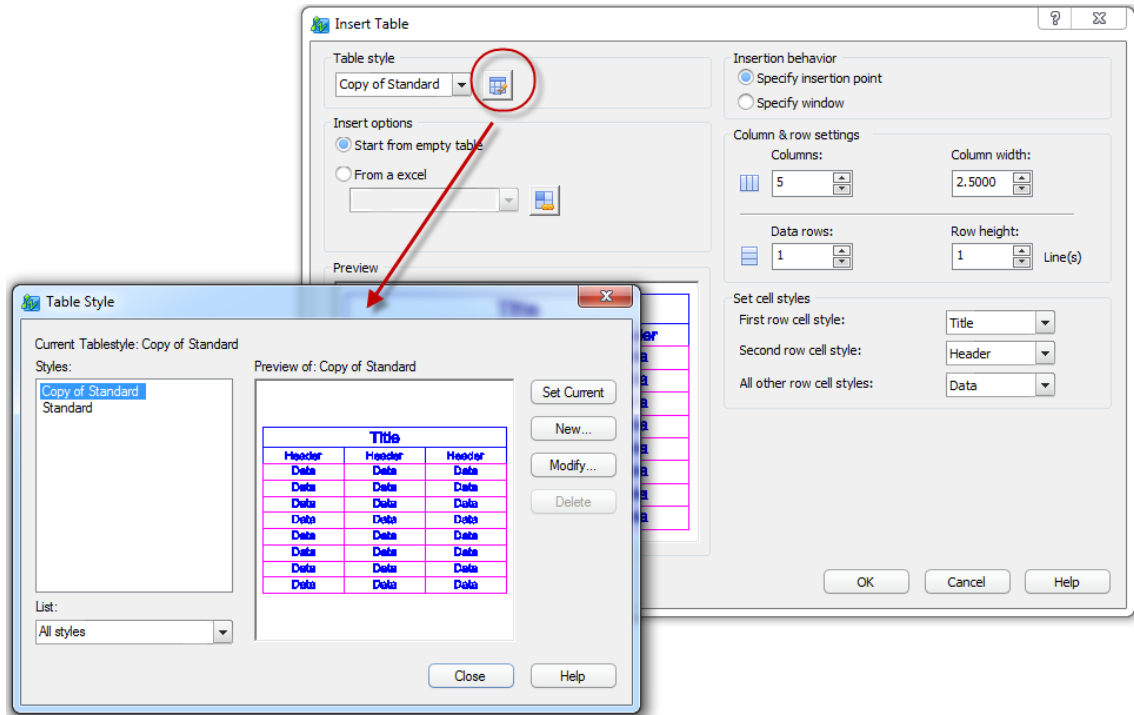 Insert Table
Table style
Copy of Standard
Insert options
Start from empty table
From a excel
Preview
Title
Insertion behavior
Specify insertion point
Specify window
Column & row settings
Columns:
Column width:
5
2.5000
Data rows:
Row height:
1
1
Line(s)
Set cell styles
First row cell style:
Title
Second row cell style:
Header
All other row cell styles:
Data
OK
Cancel
Help
Table Style
Current Tablestyle: Copy of Standard
Styles:
Copy of Standard
Standard
List:
All styles
Preview of: Copy of Standard
Title
Header Header Header
Data Data Data
Data Data Data
Data Data Data
Data Data Data
Data Data Data
Data Data Data
Data Data Data
Data Data Data
Set Current
New...
Modify...
Delete
Close
Help